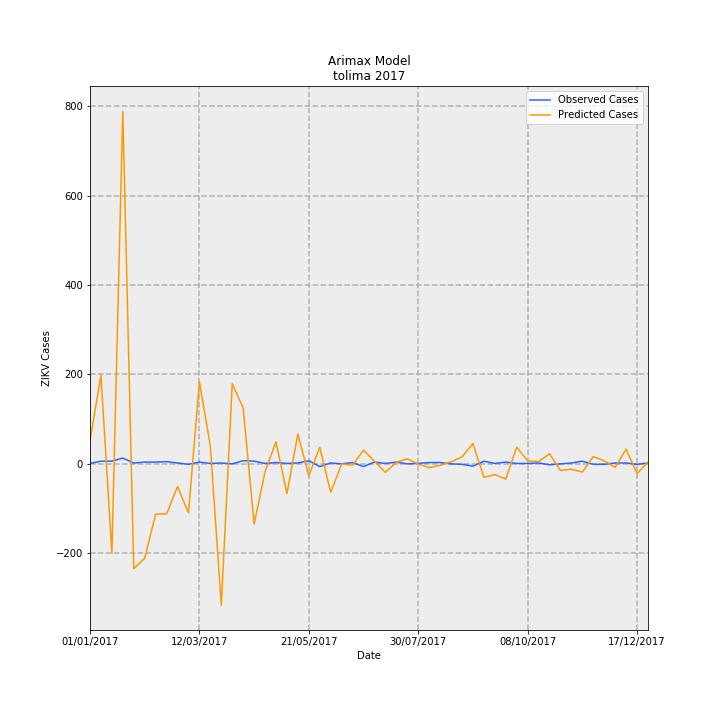 Arimax Model
tolima 2017
Observed Cases
Predicted Cases
800
600
400
200
0
−200
ZIKV Cases
01/01/2017 12/03/2017 21/05/2017 30/07/2017 08/10/2017 17/12/2017
Date